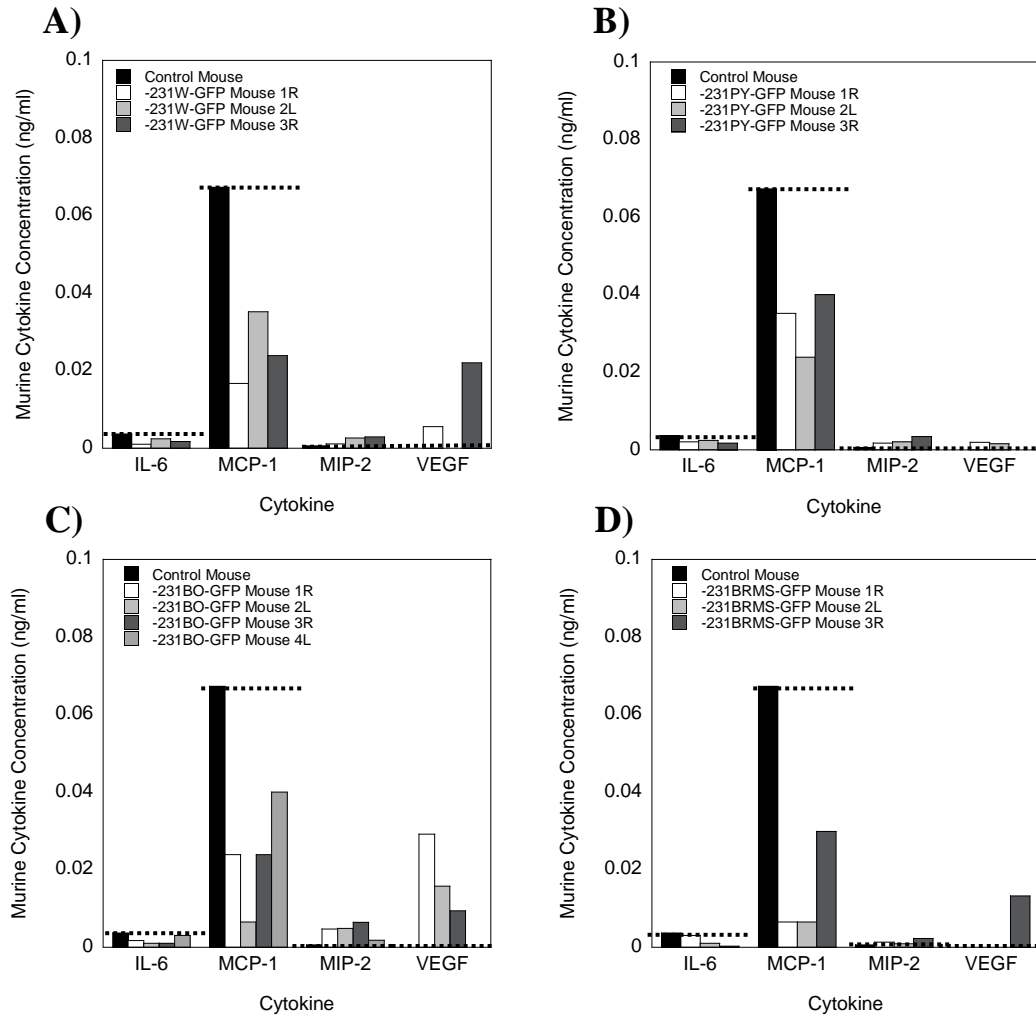 A)
Murine Cytokine Concentration (ng/ml)
0.1
0.08
0.06
0.04
0.02
0
Control Mouse
-231W-GFP Mouse 1R
-231W-GFP Mouse 2L
-231W-GFP Mouse 3R
IL-6 MCP-1 MIP-2 VEGF
Cytokine
B)
Murine Cytokine Concentration (ng/ml)
0.1
0.08
0.06
0.04
0.02
0
Control Mouse
-231PY-GFP Mouse 1R
-231PY-GFP Mouse 2L
-231PY-GFP Mouse 3R
IL-6 MCP-1 MIP-2 VEGF
Cytokine
C)
Murine Cytokine Concentration (ng/ml)
0.1
0.08
0.06
0.04
0.02
0
Control Mouse
-231BO-GFP Mouse 1R
-231BO-GFP Mouse 2L
-231BO-GFP Mouse 3R
-231BO-GFP Mouse 4L
IL-6 MCP-1 MIP-2 VEGF
Cytokine
D)
Murine Cytokine Concentration (ng/ml)
0.1
0.08
0.06
0.04
0.02
0
Control Mouse
-231BRMS-GFP Mouse 1R
-231BRMS-GFP Mouse 2L
-231BRMS-GFP Mouse 3R
IL-6 MCP-1 MIP-2 VEGF
Cytokine